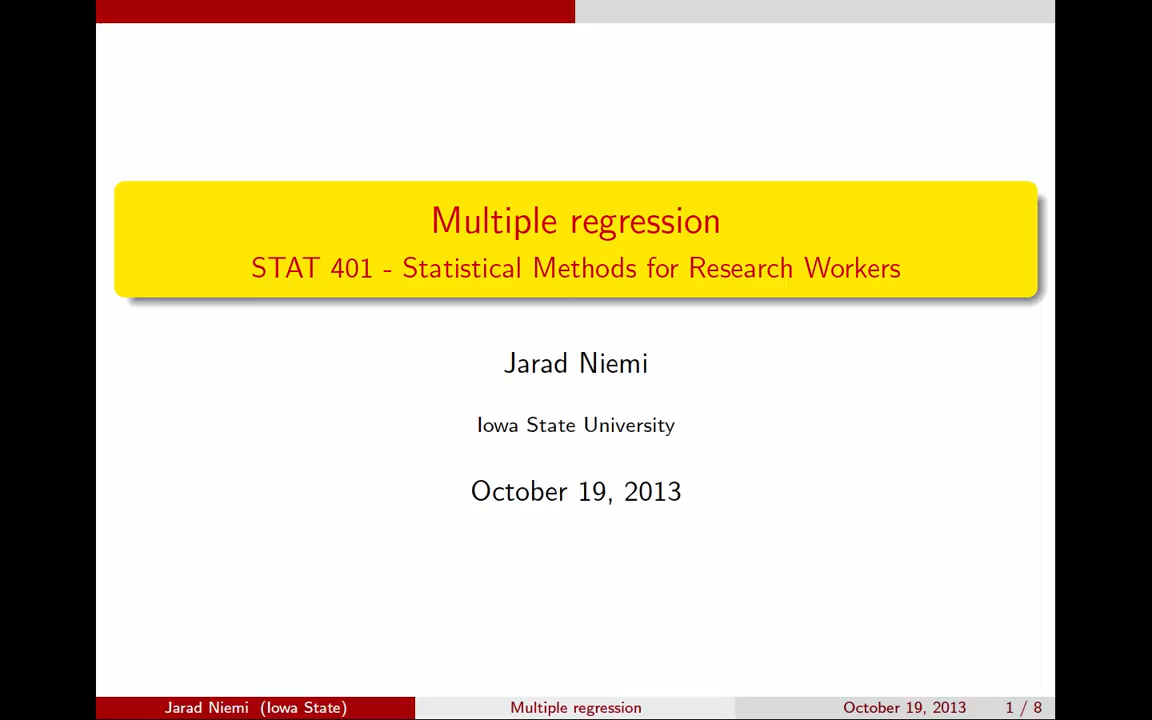 Multiple regression
STAT 401 - Statistical Methods for Research Workers
Jarad Niemi
Iowa State University
October 19, 2013
Jarad Niemi (Iowa State) Multiple regression October 19, 2013 1 / 8